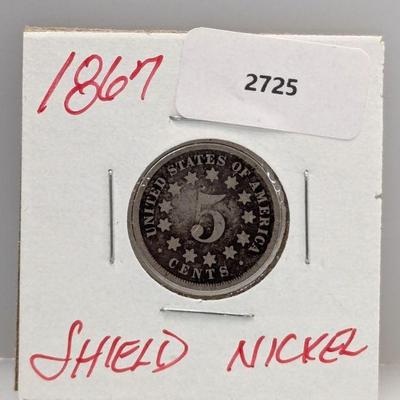 1867
2725
UNITED STATES OF AMERICA
5
CENTS
SHIELD NICKEL